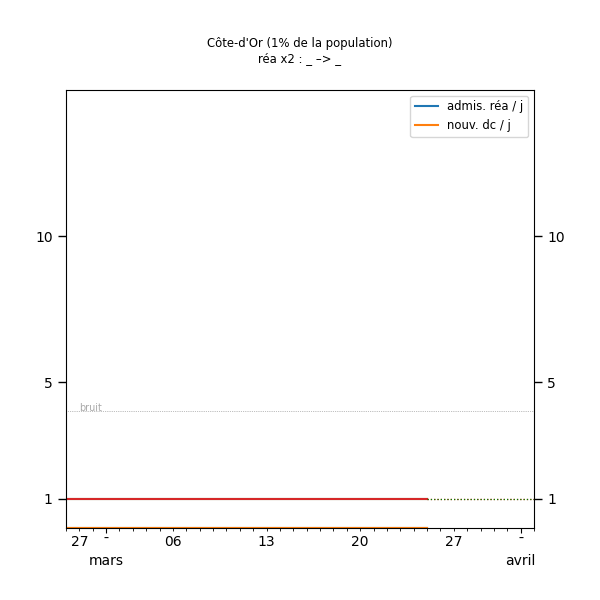 Côte-d'Or (1% de la population)
réa x2 : _ –> _
admis. réa / j
nouv. dc / j
10 10
5 5
bruit
1 1
27 - 06 13 20 27 -
mars avril